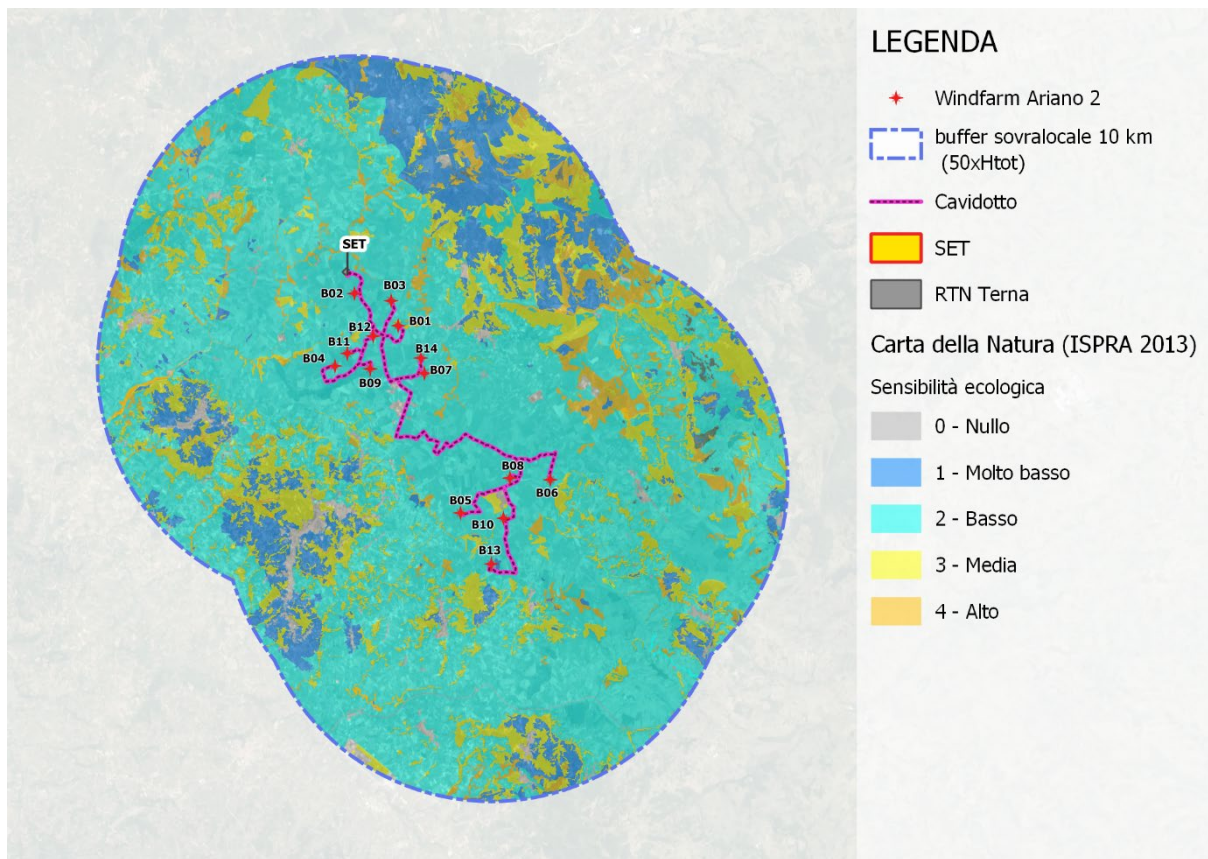 LEGENDA
Windfarm Ariano 2
buffer sovralocale 10 km
(50xHtot)
Cavidotto
SET
RTN Terna
Carta della Natura (ISPRA 2013)
Sensibilità ecologica
0 - Nullo
1 - Molto basso
2 - Basso
3 - Media
4 - Alto
SET
B02
B03
B12
B01
B11
B14
B04
B09
B07
B08
B06
B05
B10
B13